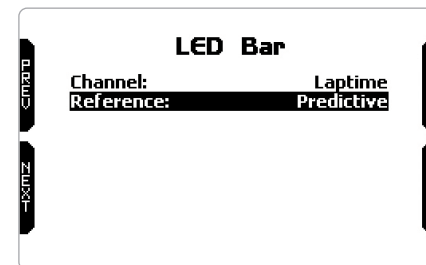 LED Bar
PREV
Channel: Laptime
Reference: Predictive
NEXT